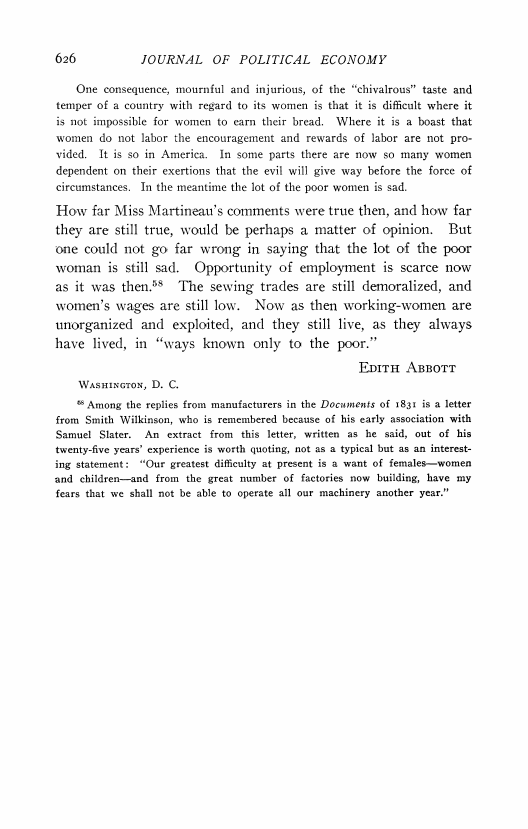 626 JOURNAL OF POLITICAL ECONOMY
One consequence, mournful and injurious, of the "chivalrous" taste and
temper of a country with regard to its women is that it is difficult where it
is not impossible for women to earn their bread. Where it is a boast that
women do not labor the encouragement and rewards of labor are not pro-
vided. It is so in America. In some parts there are now so many women
dependent on their exertions that the evil will give way before the force of
circumstances. In the meantime the lot of the poor women is sad.
How far Miss Martineau's comments were true then, and how far
they are still true, would be perhaps a matter of opinion. But
one could not go far wrong in saying that the lot of the poor
woman is still sad. Opportunity of employment is scarce now
as it was then.⁵⁸ The sewing trades are still demoralized, and
women's wages are still low. Now as then working-women are
unorganized and exploited, and they still live, as they always
have lived, in "ways known only to the poor."
EDITH ABBOTT
WASHINGTON, D. C.
⁵⁸ Among the replies from manufacturers in the Documents of 1831 is a letter
from Smith Wilkinson, who is remembered because of his early association with
Samuel Slater. An extract from this letter, written as he said, out of his
twenty-five years' experience is worth quoting, not as a typical but as an interest-
ing statement: "Our greatest difficulty at present is a want of females—women
and children—and from the great number of factories now building, have my
fears that we shall not be able to operate all our machinery another year."